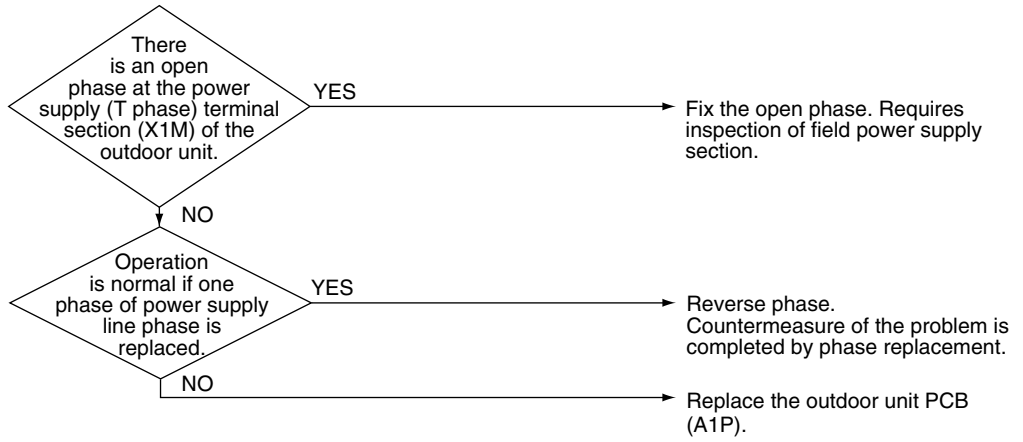 There
is an open
phase at the power
supply (T phase) terminal
section (X1M) of the
outdoor unit.
YES
Fix the open phase. Requires
inspection of field power supply
section.
NO
Operation
is normal if one
phase of power supply
line phase is
replaced.
YES
Reverse phase.
Countermeasure of the problem is
completed by phase replacement.
NO
Replace the outdoor unit PCB
(A1P).